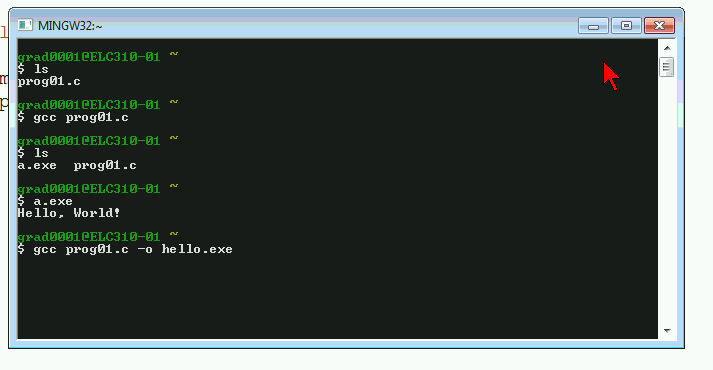 MINGW32:~
grad0001@ELC310-01 ~
$ ls
prog01.c
grad0001@ELC310-01 ~
$ gcc prog01.c
grad0001@ELC310-01 ~
$ ls
a.exe  prog01.c
grad0001@ELC310-01 ~
$ a.exe
Hello, World!
grad0001@ELC310-01 ~
$ gcc prog01.c -o hello.exe